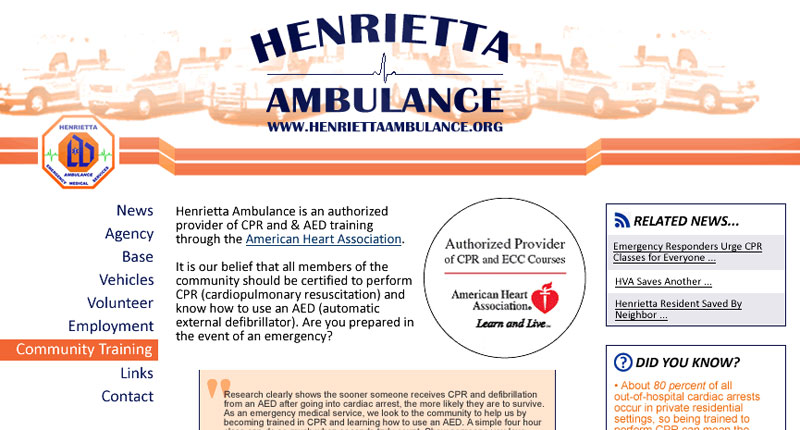 HENRIETTA
AMBULANCE
WWW.HENRIETTAAMBULANCE.ORG
HENRIETTA
AMBULANCE
EMERGENCY MEDICAL SERVICES
News
Agency
Base
Vehicles
Volunteer
Employment
Community Training
Links
Contact
Henrietta Ambulance is an authorized
provider of CPR and & AED training
through the American Heart Association.
It is our belief that all members of the
community should be certified to perform
CPR (cardiopulmonary resuscitation) and
know how to use an AED (automatic
external defibrillator). Are you prepared in
the event of an emergency?
Authorized Provider
of CPR and ECC Courses
American Heart
Association®
Learn and Live℠
"Research clearly shows the sooner someone receives CPR and defibrillation
from an AED after going into cardiac arrest, the more likely they are to survive.
As an emergency medical service, we look to the community to help us by
becoming trained in CPR and learning how to use an AED. A simple four hour
RELATED NEWS...
Emergency Responders Urge CPR
Classes for Everyone ...
HVA Saves Another ...
Henrietta Resident Saved By
Neighbor ...
? DID YOU KNOW?
• About 80 percent of all
out-of-hospital cardiac arrests
occur in private residential
settings, so being trained to
perform CPR can mean the